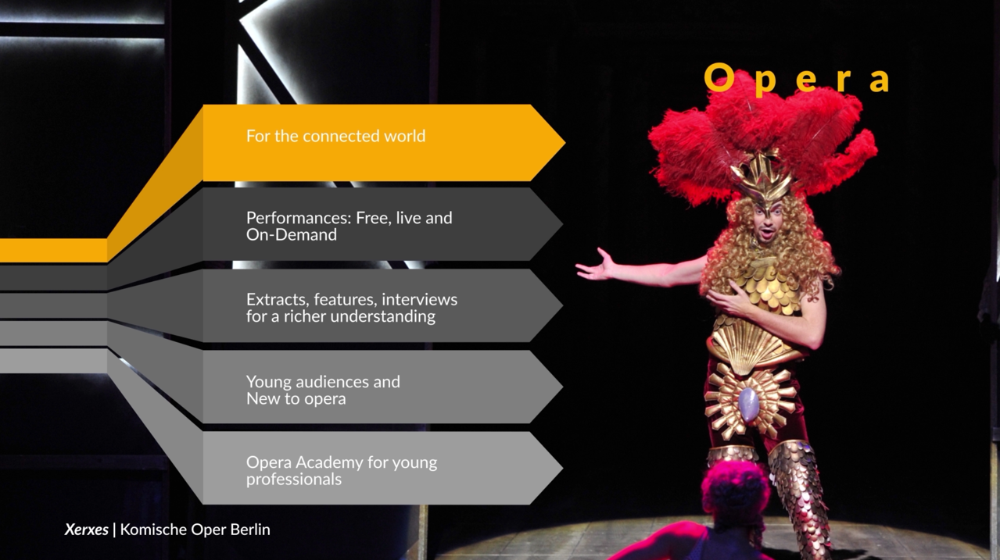 Opera
For the connected world
Performances: Free, live and
On-Demand
Extracts, features, interviews
for a richer understanding
Young audiences and
New to opera
Opera Academy for young
professionals
Xerxes | Komische Oper Berlin